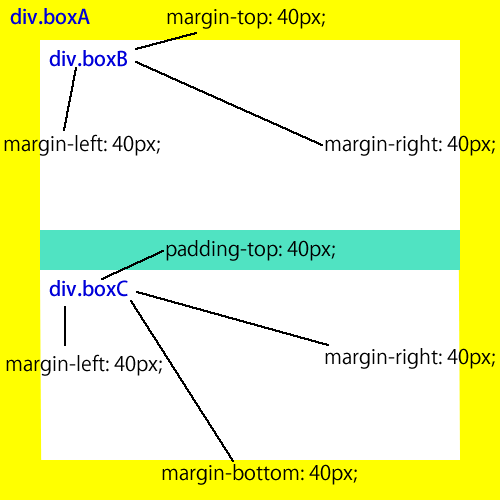 div.boxA
margin-top: 40px;
div.boxB
margin-left: 40px;
margin-right: 40px;
padding-top: 40px;
div.boxC
margin-right: 40px;
margin-left: 40px;
margin-bottom: 40px;